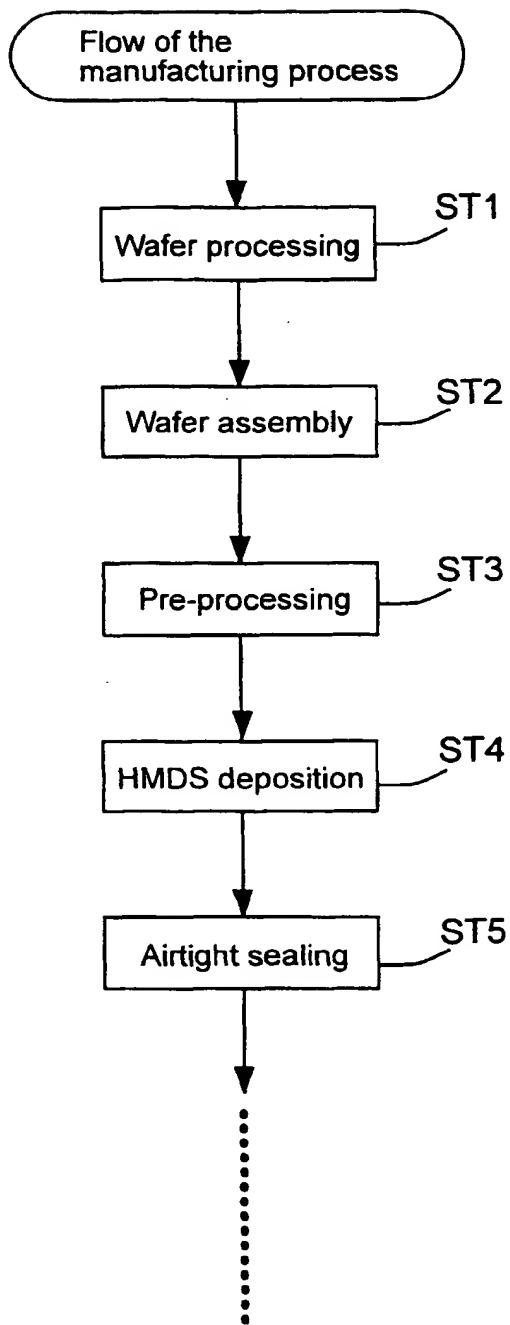 Flow of the
manufacturing process
ST1
Wafer processing
ST2
Wafer assembly
ST3
Pre-processing
ST4
HMDS deposition
ST5
Airtight sealing